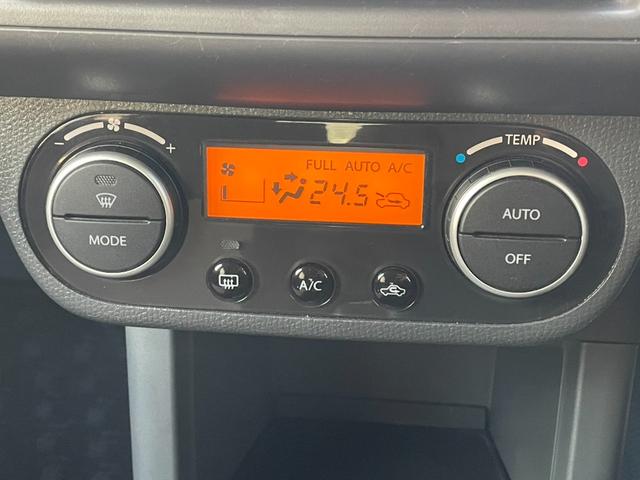 - + TEMP
FULL AUTO A/C
24.5
MODE
AUTO
OFF
A/C